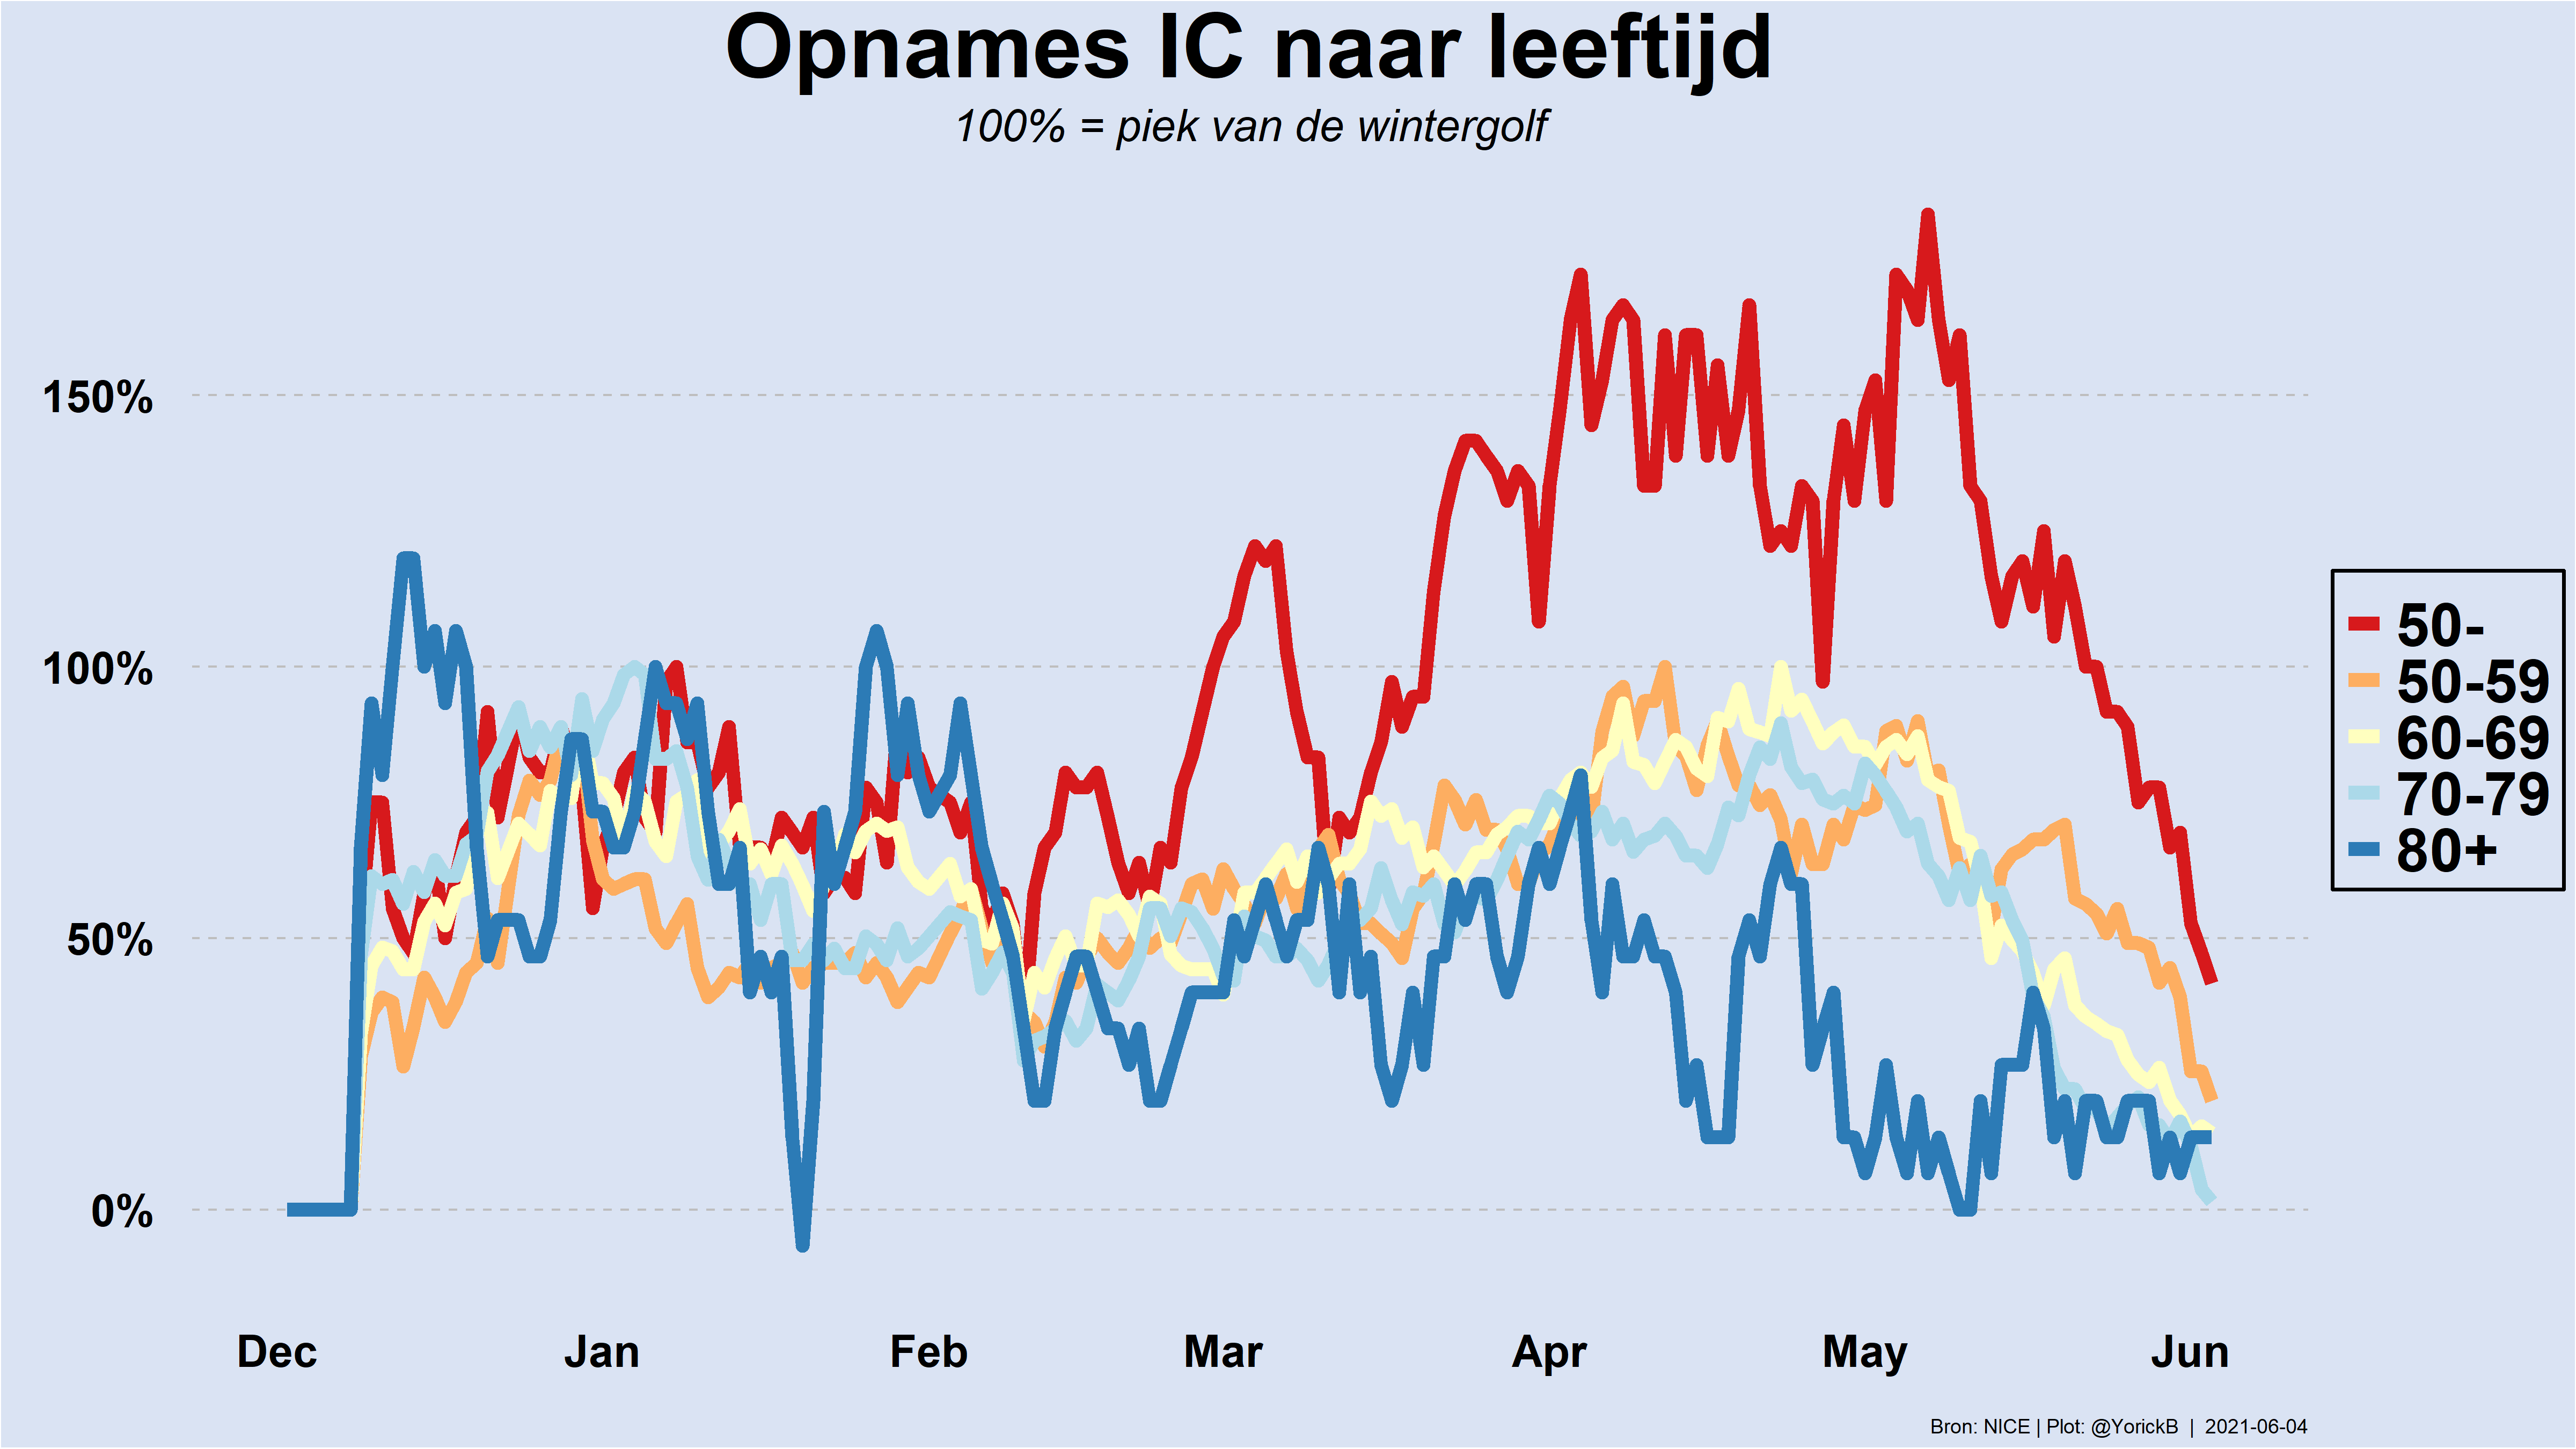 Opnames IC naar leeftijd
100% = piek van de wintergolf
150%
100%
50%
0%
50-
50-59
60-69
70-79
80+
Dec Jan Feb Mar Apr May Jun
Bron: NICE | Plot: @YorickB | 2021-06-04